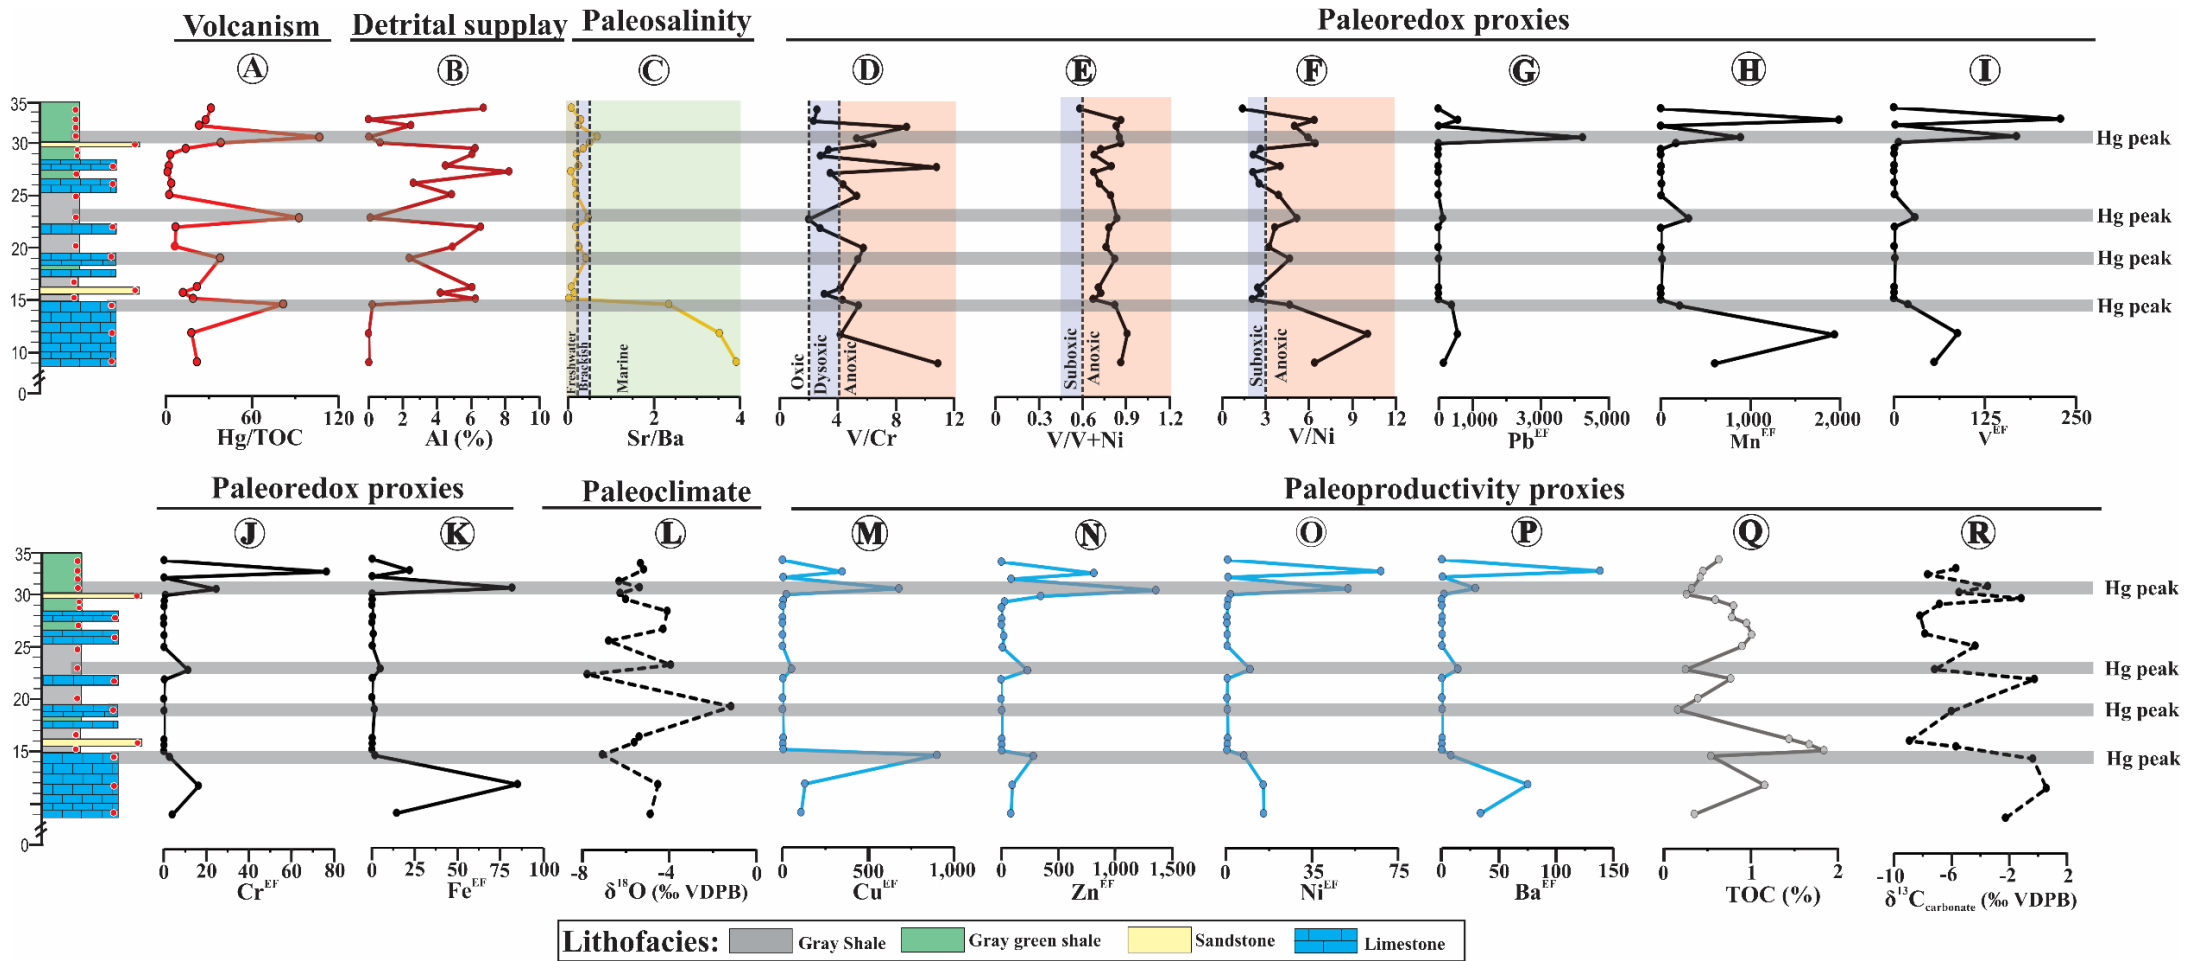 Volcanism Detrital supplay Paleosalinity Paleoredox proxies
A B C D E F G H I
35
30
25
20
15
10
0
Hg peak
Hg peak
Hg peak
Hg peak
Freshwater Brackish Marine
Oxic Dysoxic Anoxic
Suboxic Anoxic
Suboxic Anoxic
0 60 120
Hg/TOC
0 2 4 6 8 10
Al (%)
0 2 4
Sr/Ba
0 4 8 12
V/Cr
0 0.3 0.6 0.9 1.2
V/V+Ni
0 3 6 9 12
V/Ni
0 1,000 3,000 5,000
Pb^EF
0 1,000 2,000
Mn^EF
0 125 250
V^EF
Paleoredox proxies Paleoclimate Paleoproductivity proxies
J K L M N O P Q R
35
30
25
20
15
0
Hg peak
Hg peak
Hg peak
Hg peak
0 20 40 60 80
Cr^EF
0 25 50 75 100
Fe^EF
-8 -4 0
δ¹⁸O (‰ VDPB)
0 500 1,000
Cu^EF
0 500 1,000 1,500
Zn^EF
0 35 75
Ni^EF
0 50 100 150
Ba^EF
0 1 2
TOC (%)
-10 -6 -2 2
δ¹³Ccarbonate (‰ VDPB)
Lithofacies: Gray Shale Gray green shale Sandstone Limestone